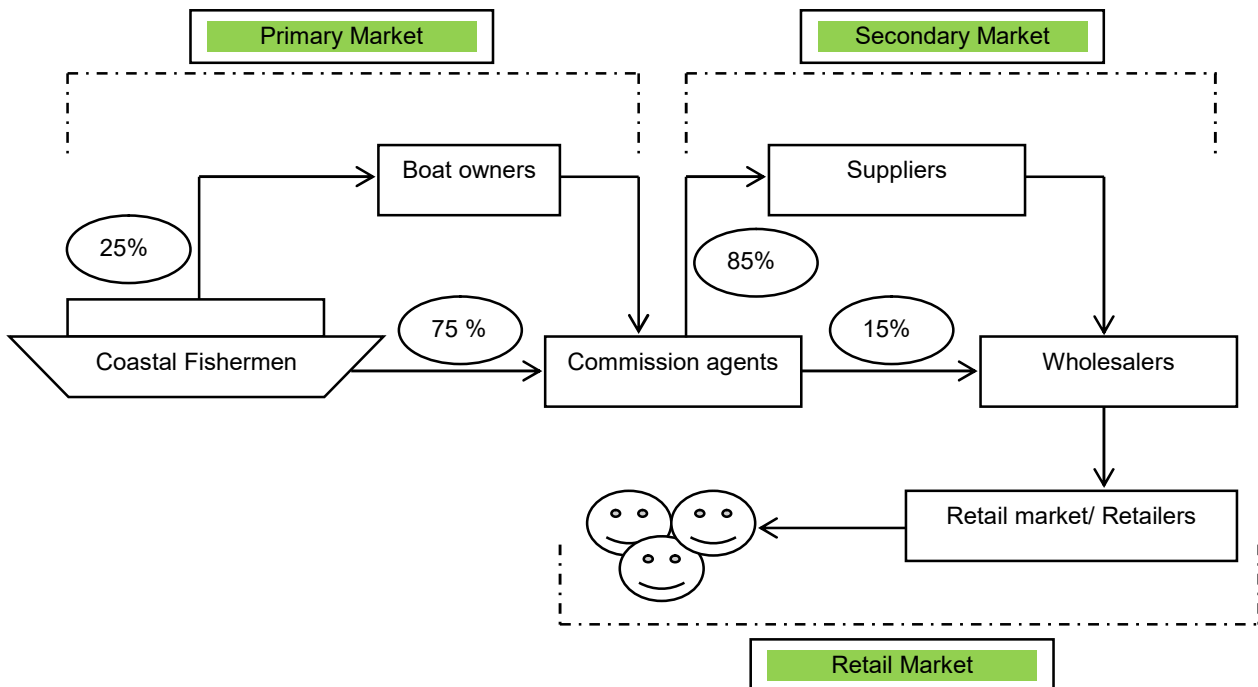 Primary Market
Secondary Market
Boat owners
Suppliers
25%
85%
75 %
15%
Coastal Fishermen
Commission agents
Wholesalers
Retail market/ Retailers
Retail Market